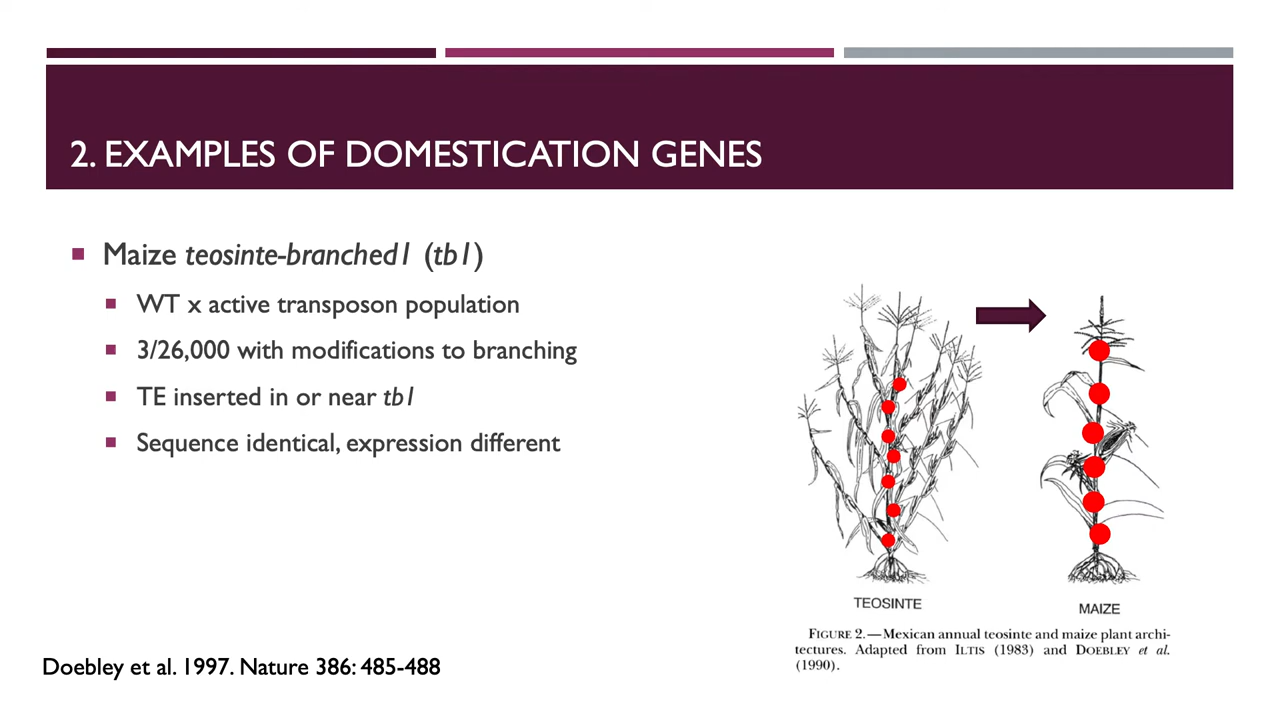 2. EXAMPLES OF DOMESTICATION GENES
Maize teosinte-branched1 (tb1)
WT x active transposon population
3/26,000 with modifications to branching
TE inserted in or near tb1
Sequence identical, expression different
TEOSINTE
MAIZE
FIGURE 2.—Mexican annual teosinte and maize plant archi-
tectures. Adapted from ILTIS (1983) and DOEBLEY et al.
(1990).
Doebley et al. 1997. Nature 386: 485-488